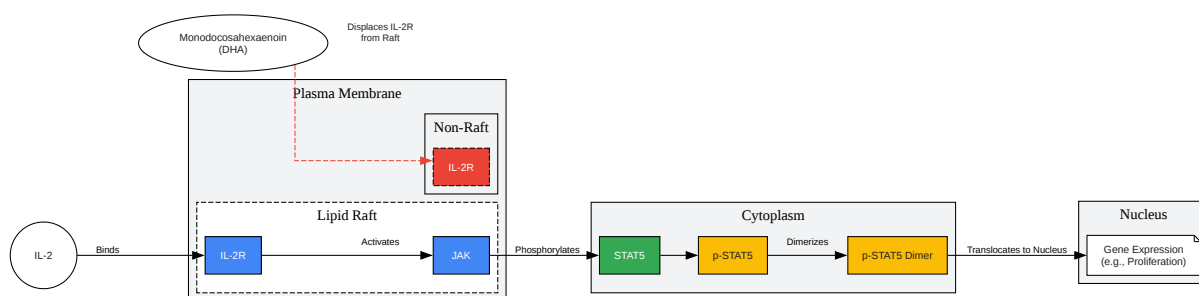 Monodocosahexaenoin
(DHA)
Displaces IL-2R
from Raft
Plasma Membrane
Non-Raft
IL-2R
Lipid Raft
Cytoplasm
Nucleus
IL-2
Binds
IL-2R
Activates
JAK
Phosphorylates
STAT5
p-STAT5
Dimerizes
p-STAT5 Dimer
Translocates to Nucleus
Gene Expression
(e.g., Proliferation)